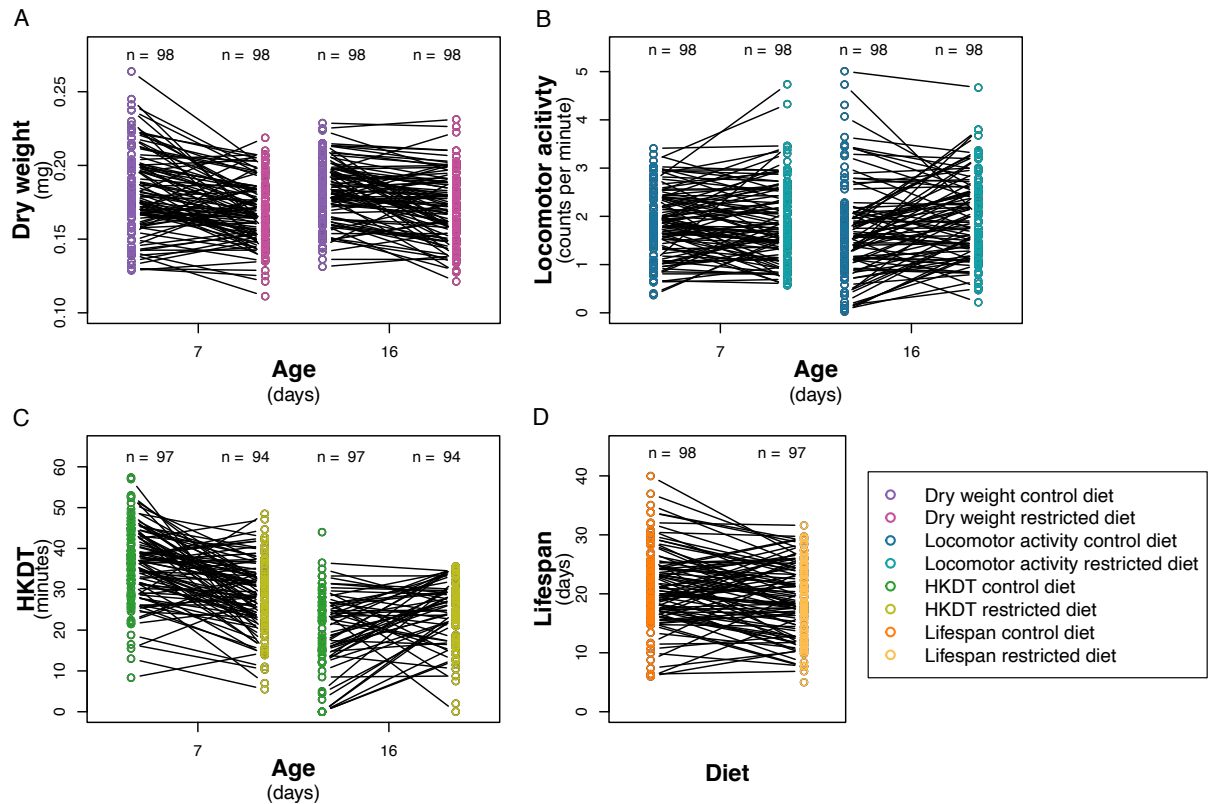 A
n = 98 n = 98 n = 98 n = 98
Dry weight
(mg)
0.25
0.20
0.15
0.10
7 16
Age
(days)
B
n = 98 n = 98 n = 98 n = 98
Locomotor acitivty
(counts per minute)
5
4
3
2
1
0
7 16
Age
(days)
C
n = 97 n = 94 n = 97 n = 94
HKDT
(minutes)
60
50
40
30
20
10
0
7 16
Age
(days)
D
n = 98 n = 97
Lifespan
(days)
40
30
20
10
0
Diet
Dry weight control diet
Dry weight restricted diet
Locomotor activity control diet
Locomotor activity restricted diet
HKDT control diet
HKDT restricted diet
Lifespan control diet
Lifespan restricted diet